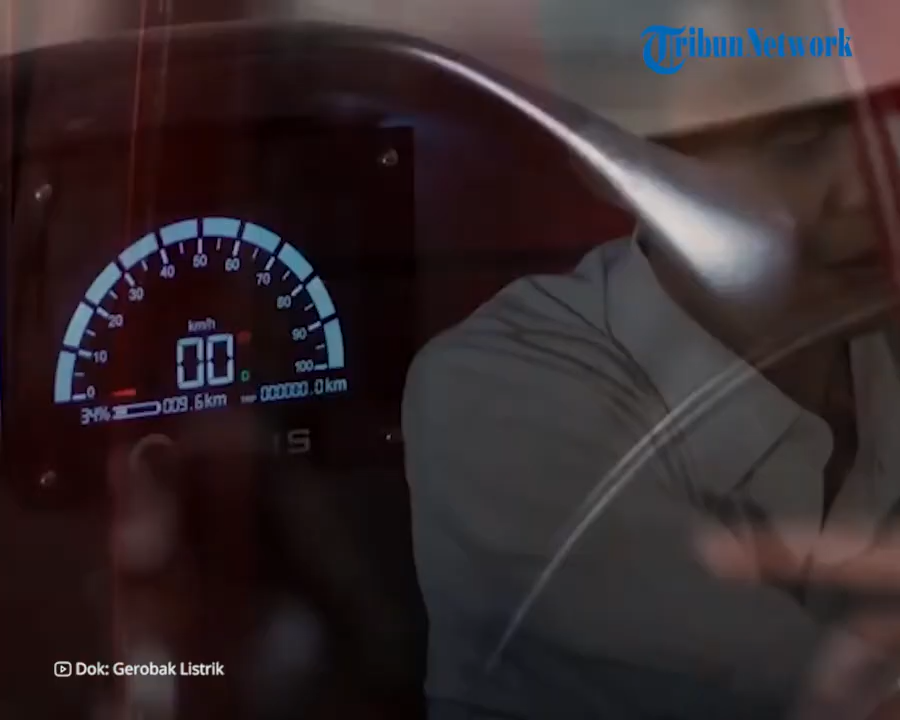 Tribun Network
0 10 20 30 40 50 60 70 80 90 100
km/h
00
34% 009.6km 000000.0km
IS
Dok: Gerobak Listrik